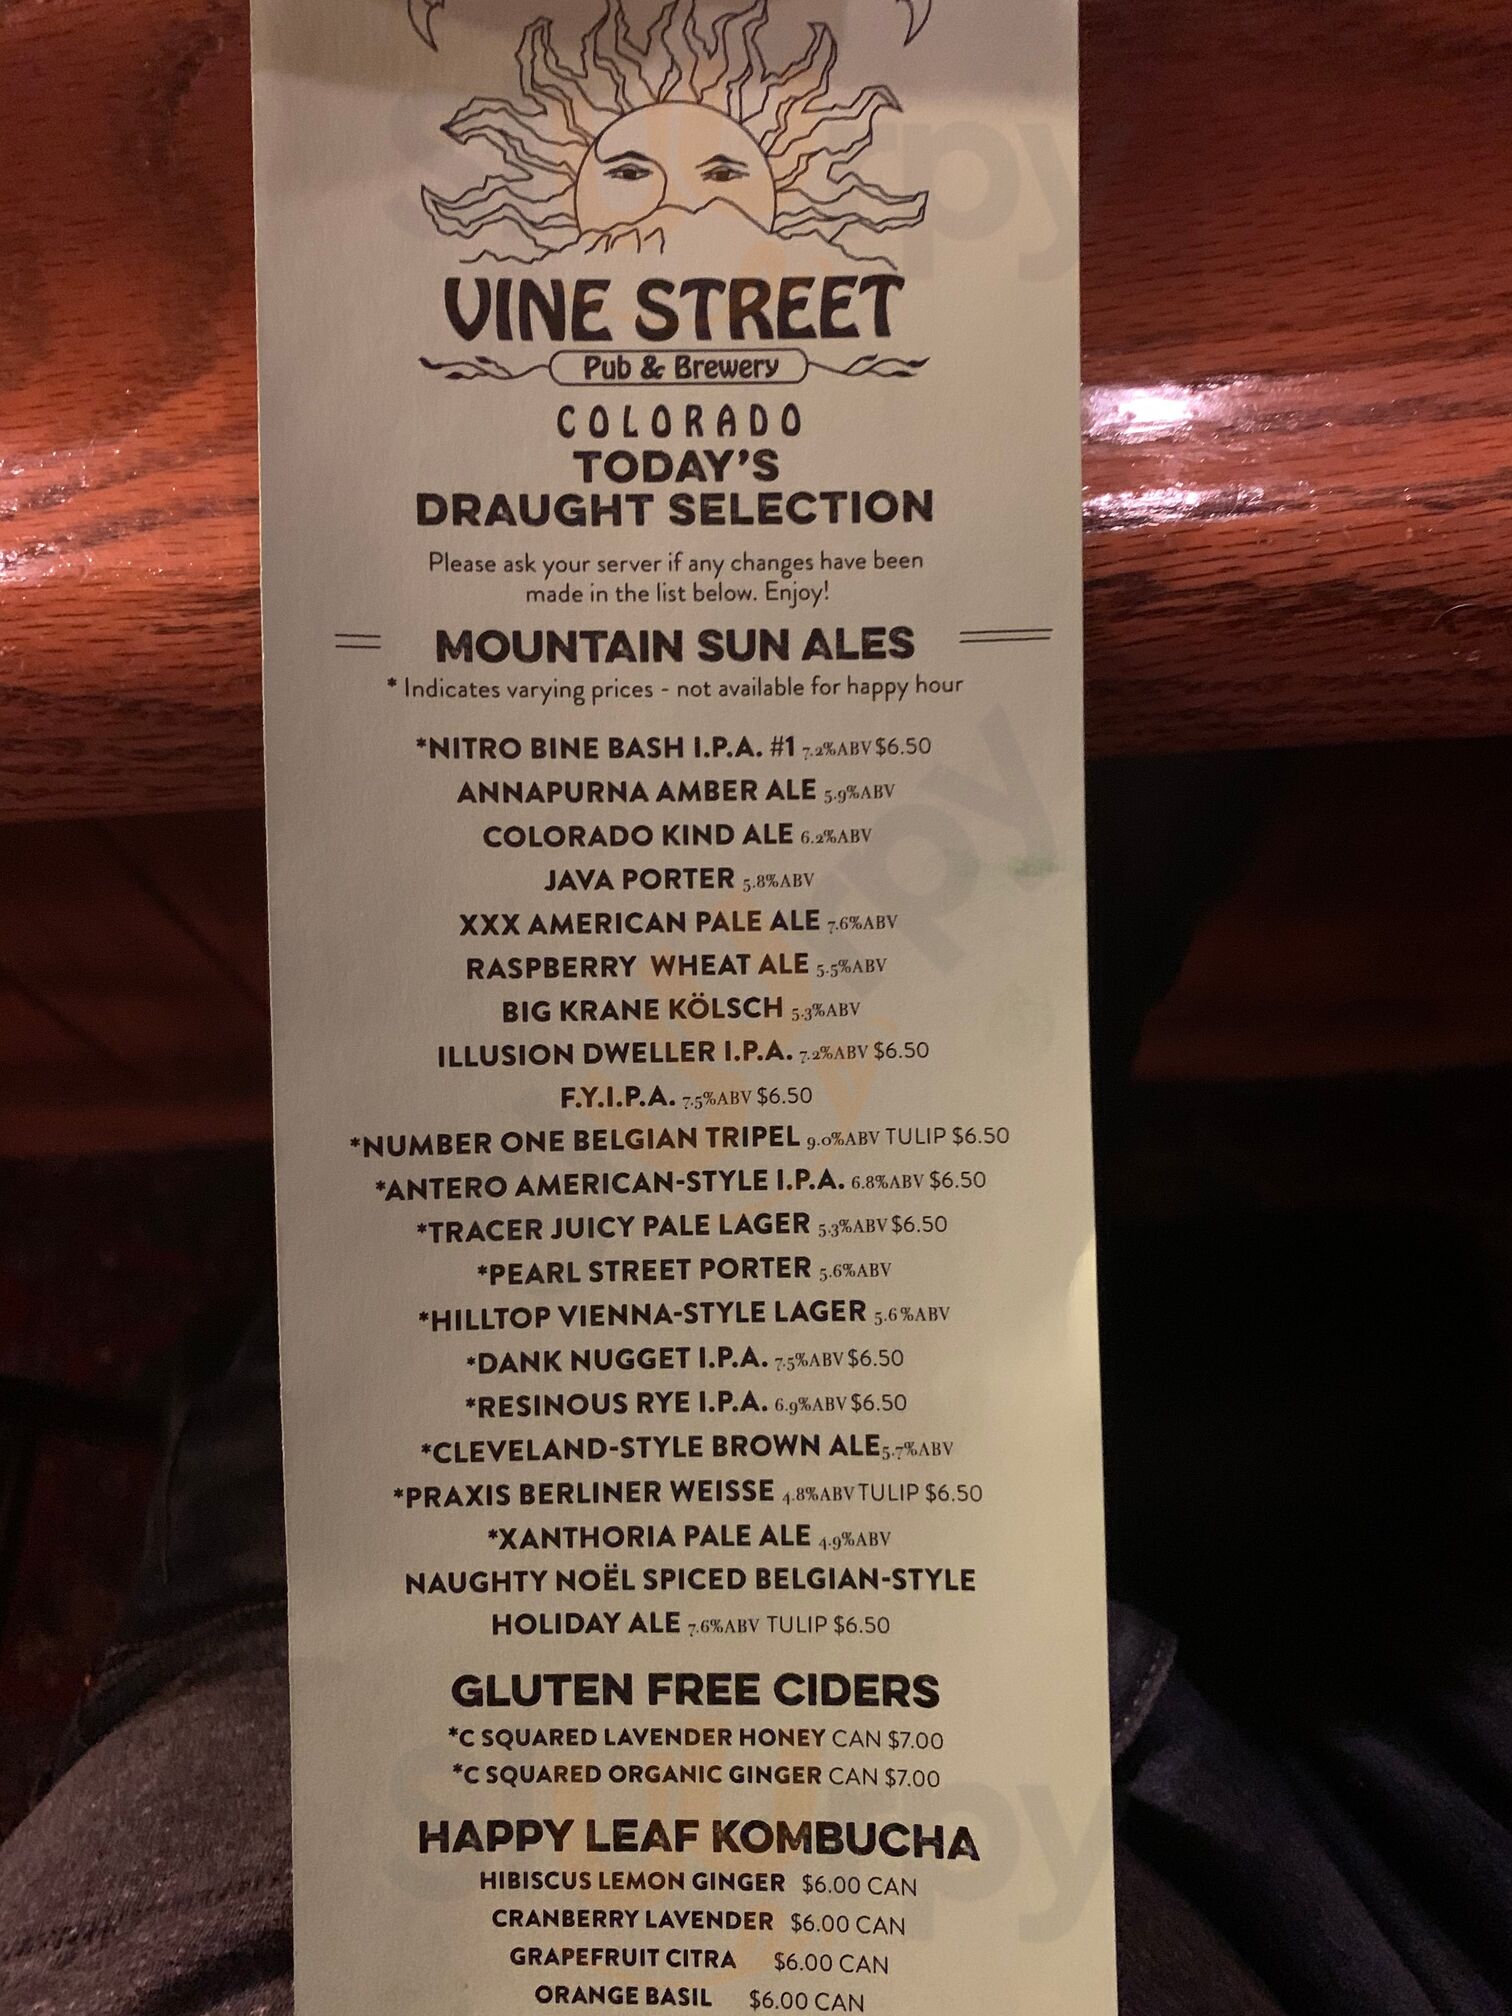 VINE STREET
Pub & Brewery
COLORADO
TODAY'S
DRAUGHT SELECTION
Please ask your server if any changes have been
made in the list below. Enjoy!
MOUNTAIN SUN ALES
* Indicates varying prices - not available for happy hour
*NITRO BINE BASH I.P.A. #1 7.2%ABV $6.50
ANNAPURNA AMBER ALE 5.9%ABV
COLORADO KIND ALE 6.2%ABV
JAVA PORTER 5.8%ABV
XXX AMERICAN PALE ALE 7.6%ABV
RASPBERRY WHEAT ALE 5.5%ABV
BIG KRANE KÖLSCH 5.3%ABV
ILLUSION DWELLER I.P.A. 7.2%ABV $6.50
F.Y.I.P.A. 7.5%ABV $6.50
*NUMBER ONE BELGIAN TRIPEL 9.0%ABV TULIP $6.50
*ANTERO AMERICAN-STYLE I.P.A. 6.8%ABV $6.50
*TRACER JUICY PALE LAGER 5.3%ABV $6.50
*PEARL STREET PORTER 5.6%ABV
*HILLTOP VIENNA-STYLE LAGER 5.6%ABV
*DANK NUGGET I.P.A. 7.5%ABV $6.50
*RESINOUS RYE I.P.A. 6.9%ABV $6.50
*CLEVELAND-STYLE BROWN ALE 5.7%ABV
*PRAXIS BERLINER WEISSE 4.8%ABV TULIP $6.50
*XANTHORIA PALE ALE 4.9%ABV
NAUGHTY NOËL SPICED BELGIAN-STYLE
HOLIDAY ALE 7.6%ABV TULIP $6.50
GLUTEN FREE CIDERS
*C SQUARED LAVENDER HONEY CAN $7.00
*C SQUARED ORGANIC GINGER CAN $7.00
HAPPY LEAF KOMBUCHA
HIBISCUS LEMON GINGER $6.00 CAN
CRANBERRY LAVENDER $6.00 CAN
GRAPEFRUIT CITRA $6.00 CAN
ORANGE BASIL $6.00 CAN